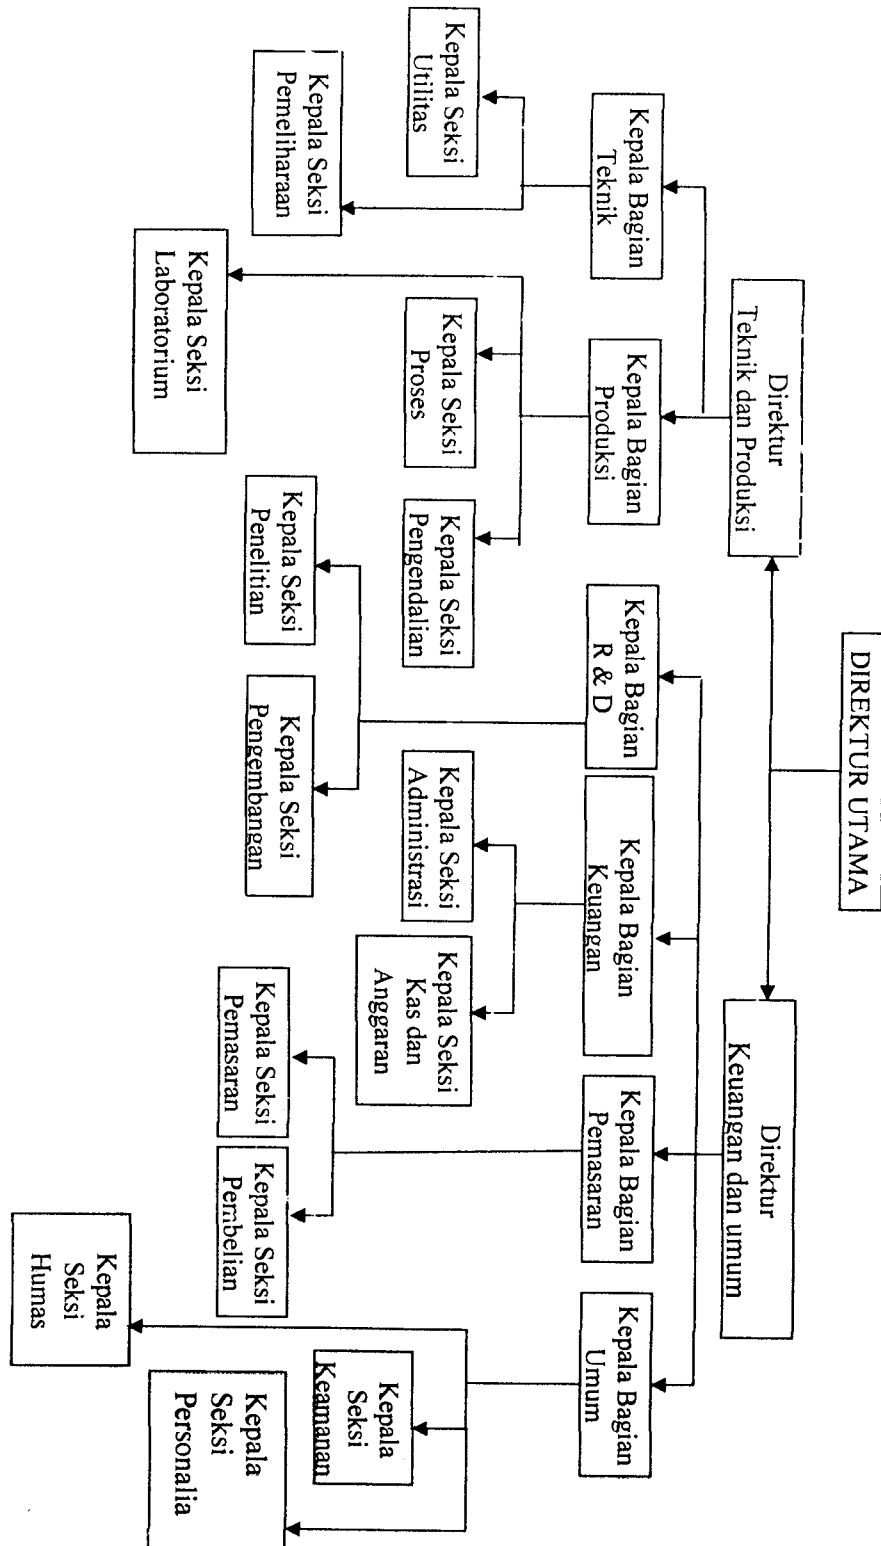 DIREKTUR UTAMA
Direktur
Teknik dan Produksi
Direktur
Keuangan dan umum
Kepala Bagian
Teknik
Kepala Bagian
Produksi
Kepala Bagian
R & D
Kepala Bagian
Keuangan
Kepala Bagian
Pemasaran
Kepala Bagian
Umum
Kepala Seksi
Utilitas
Kepala Seksi
Pemeliharaan
Kepala Seksi
Laboratorium
Kepala Seksi
Proses
Kepala Seksi
Pengendalian
Kepala Seksi
Penelitian
Kepala Seksi
Pengembangan
Kepala Seksi
Administrasi
Kepala Seksi
Kas dan
Anggaran
Kepala Seksi
Pemasaran
Kepala Seksi
Pembelian
Kepala
Seksi
Humas
Kepala
Seksi
Keamanan
Kepala
Seksi
Personalia